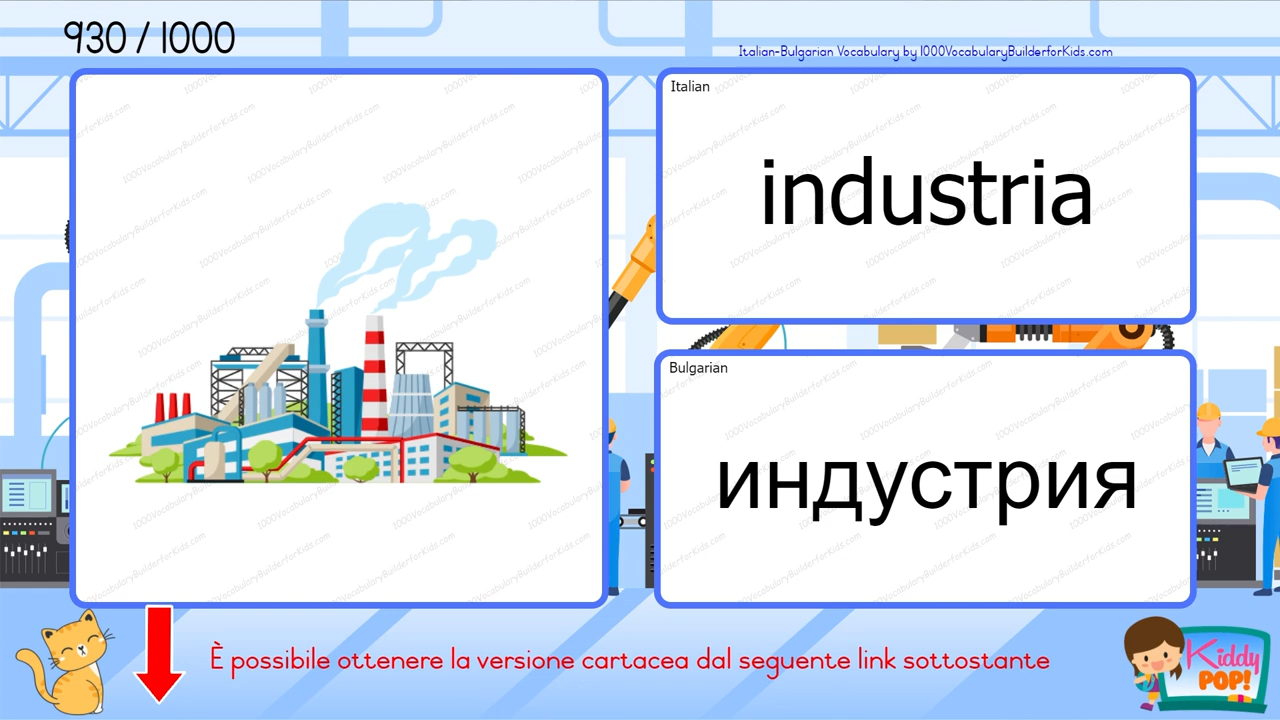 930 / 1000
Italian-Bulgarian Vocabulary by 1000VocabularyBuilderforKids.com
Italian
industria
Bulgarian
индустрия
È possibile ottenere la versione cartacea dal seguente link sottostante
Kiddy
POP!